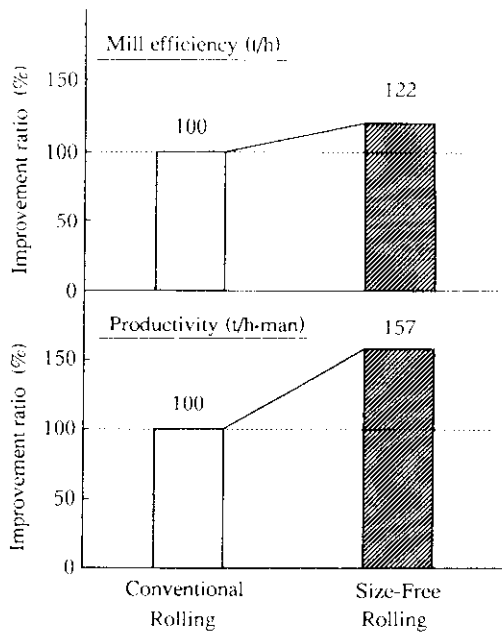 Mill efficiency (t/h)
Improvement ratio (%)
150
100
50
0
100
122
Productivity (t/h·man)
Improvement ratio (%)
150
100
50
0
100
157
Conventional
Rolling
Size-Free
Rolling